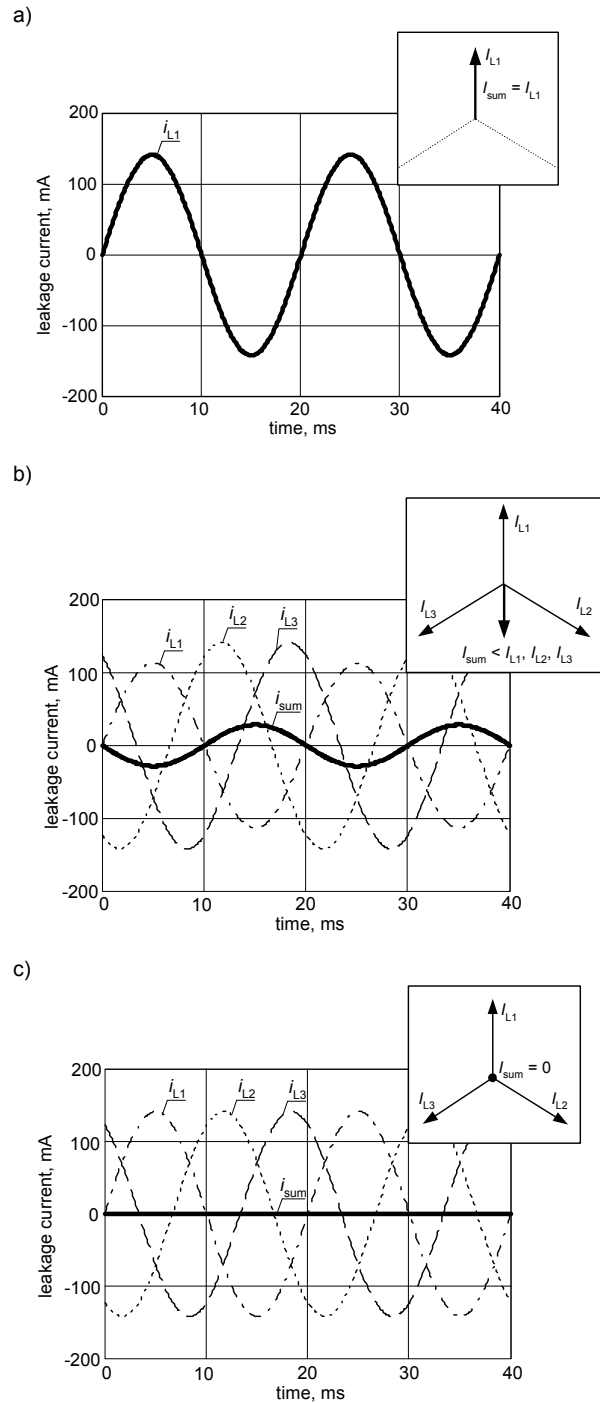 a)
I_L1
I_sum = I_L1
200
i_L1
100
0
-100
-200
leakage current, mA
0 10 20 30 40
time, ms
b)
I_L1
I_L3
I_L2
I_sum < I_L1, I_L2, I_L3
200
i_L1
i_L2
i_L3
100
i_sum
0
-100
-200
leakage current, mA
0 10 20 30 40
time, ms
c)
I_L1
I_sum = 0
I_L3
I_L2
200
i_L1
i_L2
i_L3
100
i_sum
0
-100
-200
leakage current, mA
0 10 20 30 40
time, ms